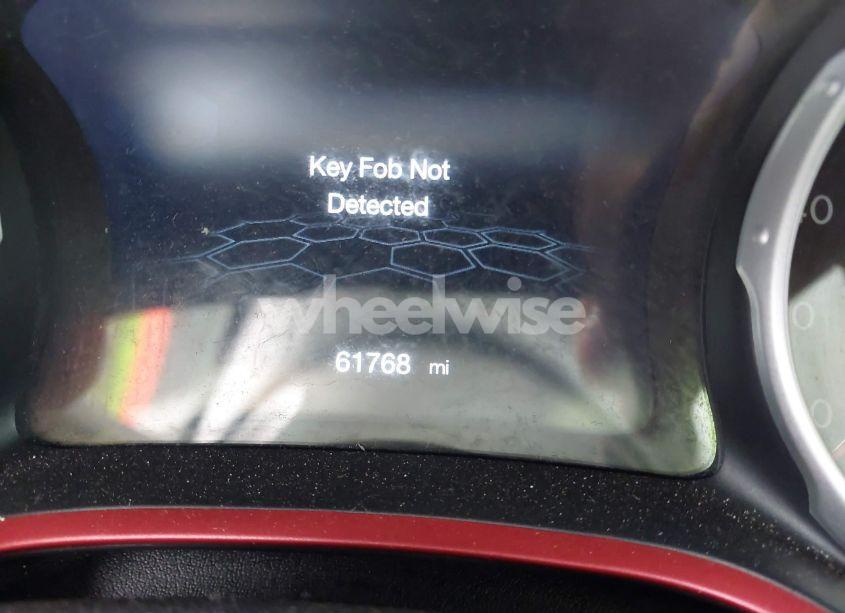 Key Fob Not
Detected
wheelwise
61768 mi